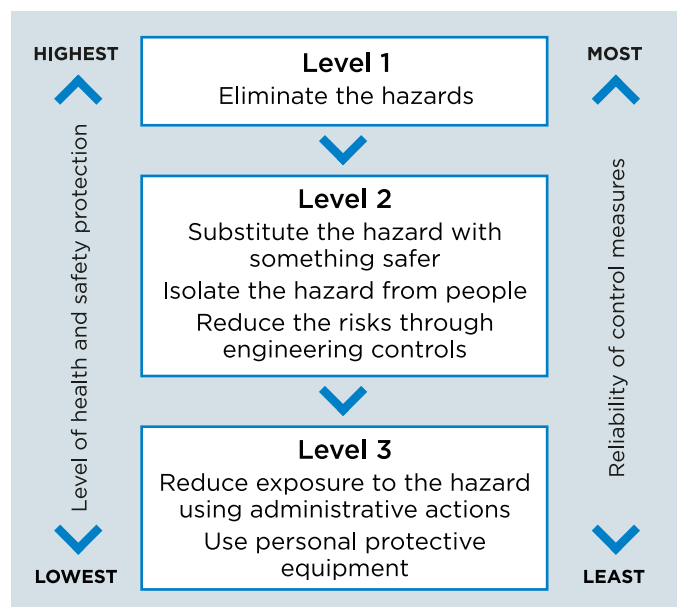 HIGHEST
MOST
Level 1
Eliminate the hazards
Level of health and safety protection
Reliability of control measures
Level 2
Substitute the hazard with
something safer
Isolate the hazard from people
Reduce the risks through
engineering controls
Level 3
Reduce exposure to the hazard
using administrative actions
Use personal protective
equipment
LOWEST
LEAST